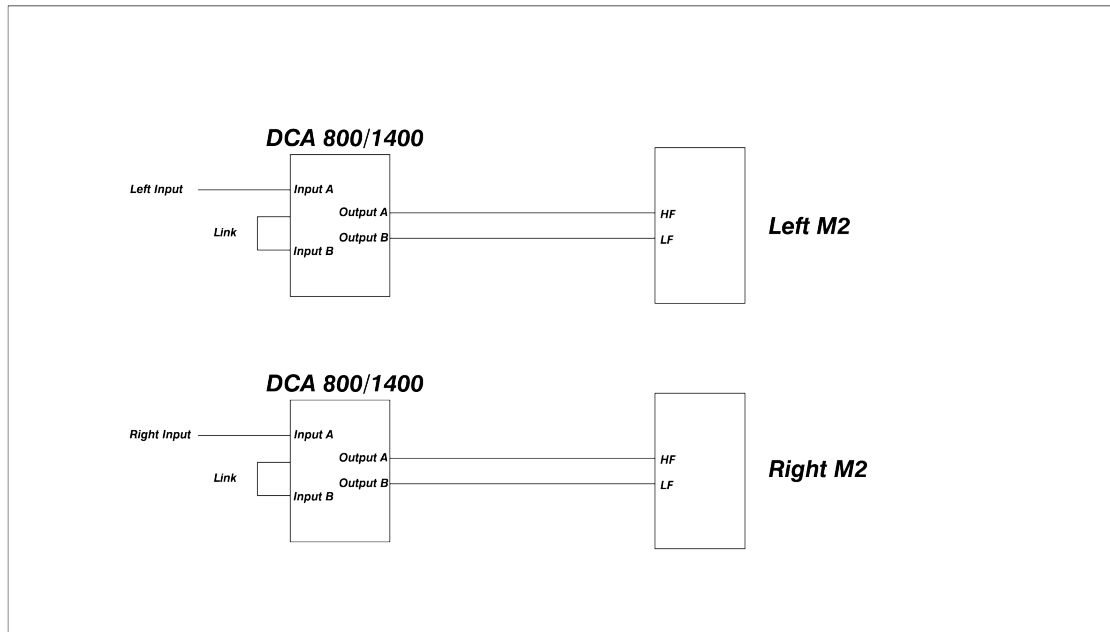 DCA 800/1400
Left Input
Input A
Output A
HF
Left M2
Link
Output B
LF
Input B
DCA 800/1400
Right Input
Input A
Output A
HF
Right M2
Link
Output B
LF
Input B